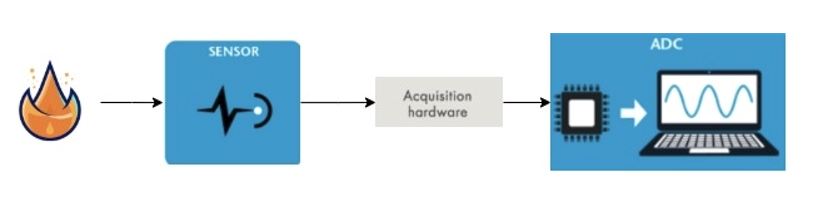 SENSOR
Acquisition
hardware
ADC